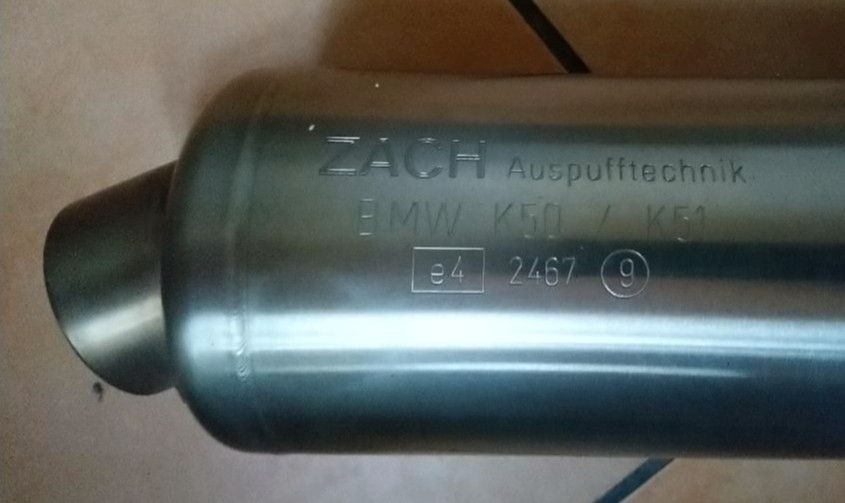 ZACH Auspufftechnik
BMW K50 / K51
e4 2467 9